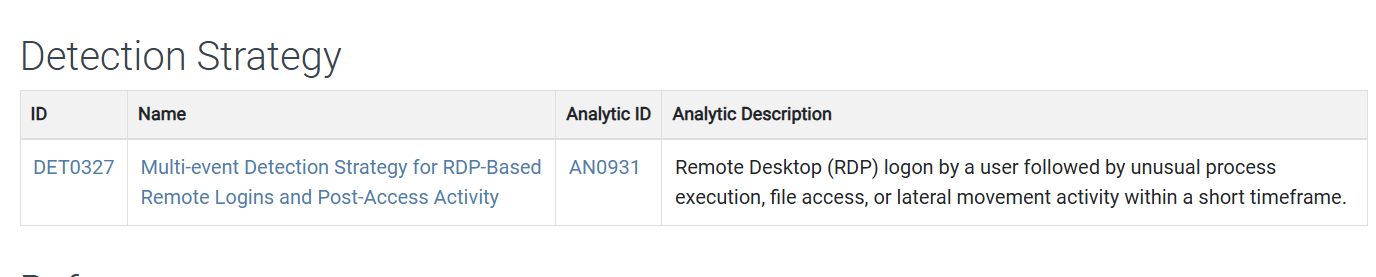 Detection Strategy
ID Name Analytic ID Analytic Description
DET0327 Multi-event Detection Strategy for RDP-Based AN0931 Remote Desktop (RDP) logon by a user followed by unusual process
Remote Logins and Post-Access Activity execution, file access, or lateral movement activity within a short timeframe.